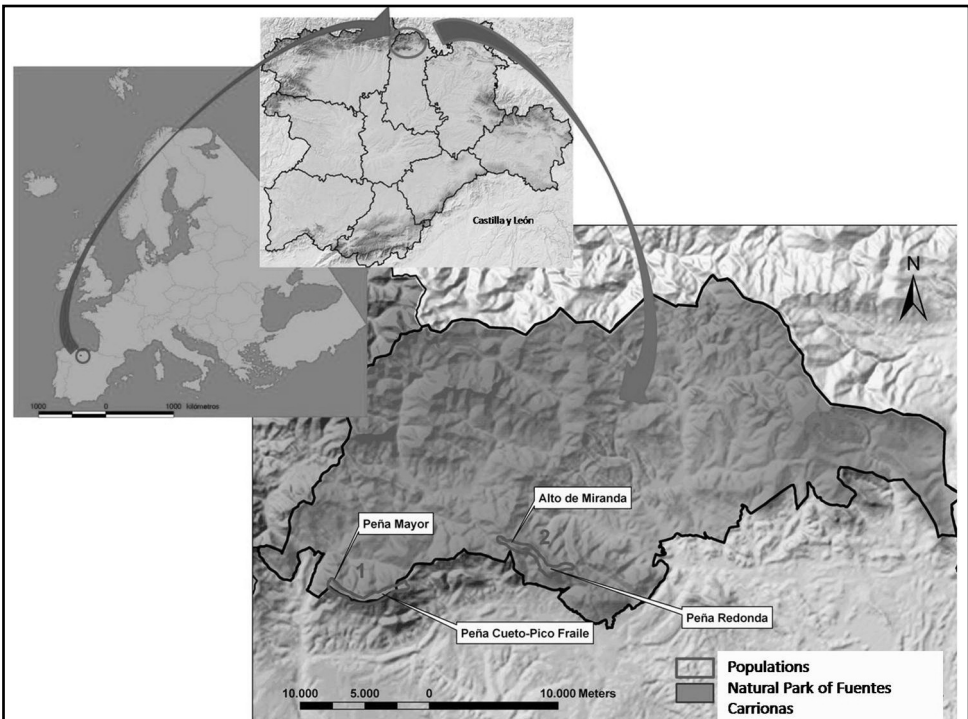 Castilla y León
N
1000 0 1000 kilómetros
Alto de Miranda
Peña Mayor
1
2
Peña Redonda
Peña Cueto-Pico Fraile
Populations
Natural Park of Fuentes
Carrionas
10.000 5.000 0 10.000 Meters